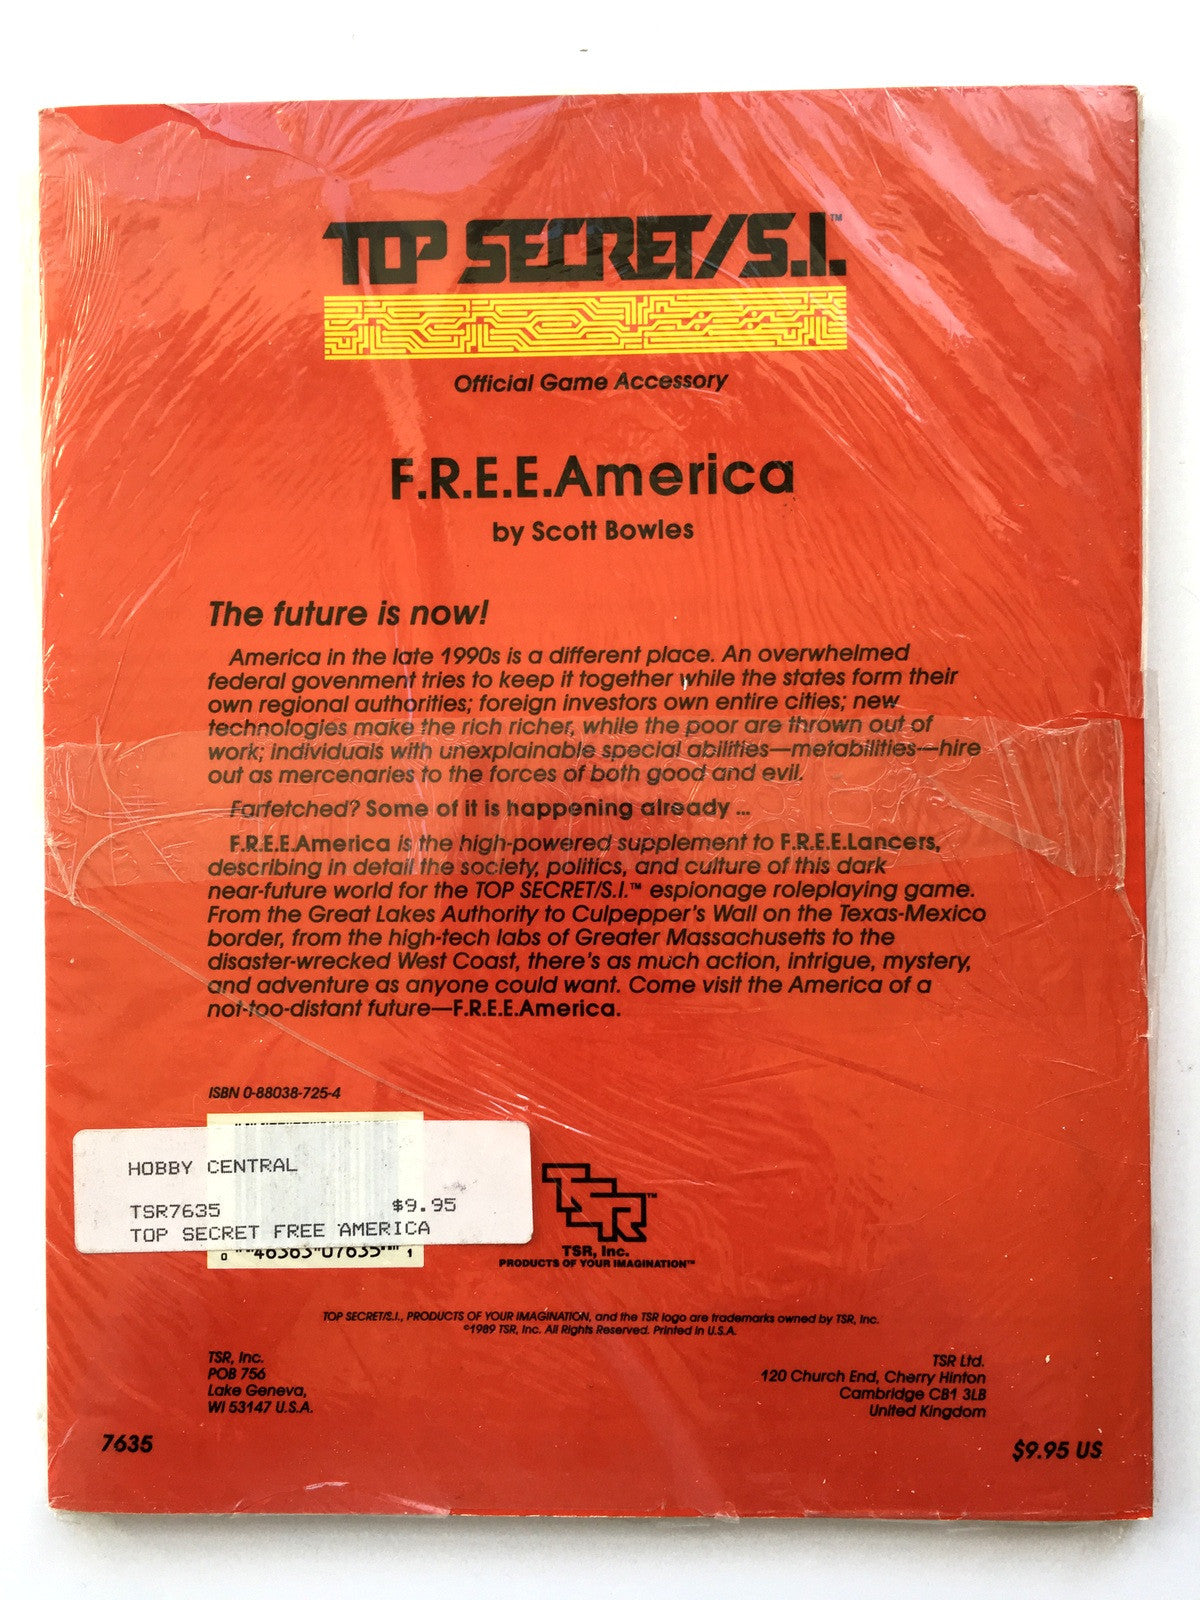 TOP SECRET/S.I.™
Official Game Accessory
F.R.E.E.America
by Scott Bowles
The future is now!
America in the late 1990s is a different place. An overwhelmed
federal govenment tries to keep it together while the states form their
own regional authorities; foreign investors own entire cities; new
technologies make the rich richer, while the poor are thrown out of
work; individuals with unexplainable special abilities—metabilities—hire
out as mercenaries to the forces of both good and evil.
Farfetched? Some of it is happening already ...
F.R.E.E.America is the high-powered supplement to F.R.E.E.Lancers,
describing in detail the society, politics, and culture of this dark
near-future world for the TOP SECRET/S.I.™ espionage roleplaying game.
From the Great Lakes Authority to Culpepper's Wall on the Texas-Mexico
border, from the high-tech labs of Greater Massachusetts to the
disaster-wrecked West Coast, there's as much action, intrigue, mystery,
and adventure as anyone could want. Come visit the America of a
not-too-distant future—F.R.E.E.America.
ISBN 0-88038-725-4
HOBBY CENTRAL
TSR7635 $9.95
TOP SECRET FREE AMERICA
0 46363 07635 1
TSR™
TSR, Inc.
PRODUCTS OF YOUR IMAGINATION™
TOP SECRET/S.I., PRODUCTS OF YOUR IMAGINATION, and the TSR logo are trademarks owned by TSR, Inc.
©1989 TSR, Inc. All Rights Reserved. Printed in U.S.A.
TSR, Inc.
POB 756
Lake Geneva,
WI 53147 U.S.A.
TSR Ltd.
120 Church End, Cherry Hinton
Cambridge CB1 3LB
United Kingdom
7635
$9.95 US